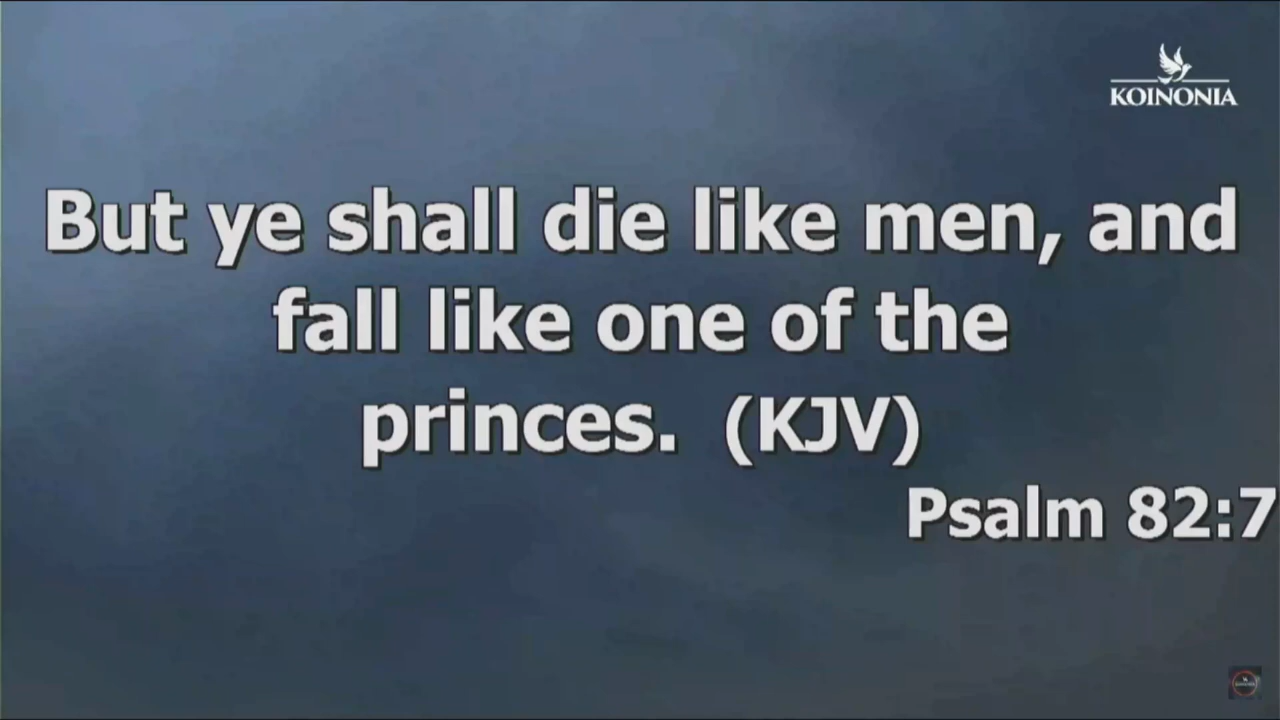 KOINONIA
But ye shall die like men, and
fall like one of the
princes. (KJV)
Psalm 82:7